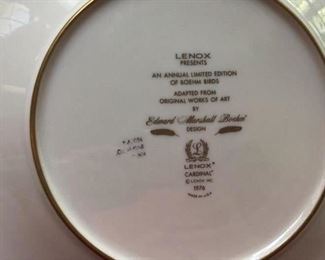 LENOX
PRESENTS
AN ANNUAL LIMITED EDITION
OF BOEHM BIRDS
ADAPTED FROM
ORIGINAL WORKS OF ART
BY
Edward Marshall Boehm
DESIGN
L
LENOX®
CARDINAL
© LENOX INC.
1976
MADE IN U.S.A.